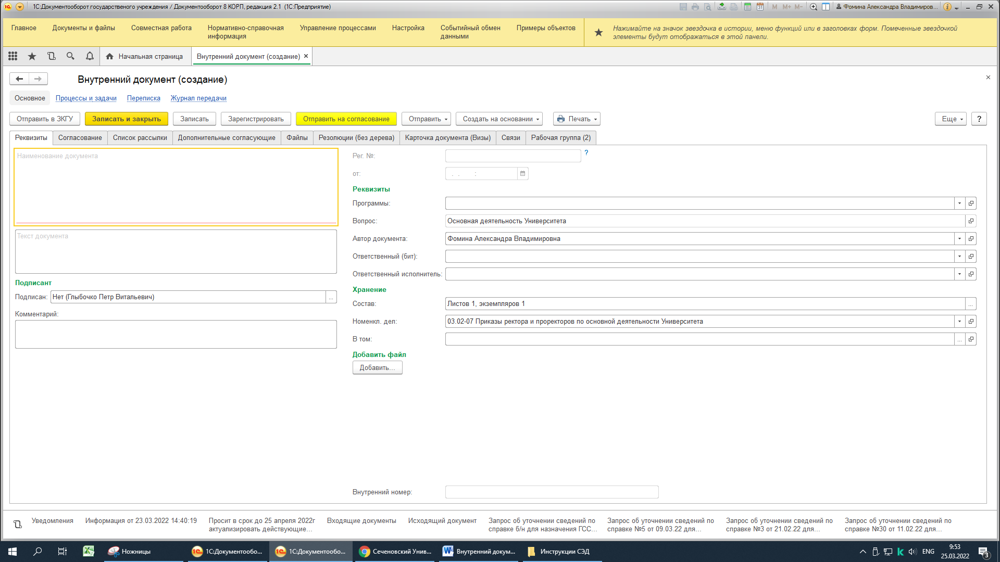 1С:Документооборот государственого учреждения / Документооборот 8 КОРП, редакция 2.1 (1С:Предприятие)
M M+ M-
Фомина Александра Владимиров...
Главное
Документы и файлы
Совместная работа
Нормативно-справочная
информация
Управление процессами
Настройка
Событийный обмен
данными
Примеры объектов
Нажимайте на значок звездочка в истории, меню функций или в заголовках форм. Помеченные звездочкой
элементы будут отображаться в этой панели.
Начальная страница
Внутренний документ (создание) ×
Внутренний документ (создание)
Основное
Процессы и задачи
Переписка
Журнал передачи
Отправить в ЗКГУ
Записать и закрыть
Записать
Зарегистрировать
Отправить на согласование
Отправить
Создать на основании
Печать
Еще
?
Реквизиты
Согласование
Список рассылки
Дополнительные согласующие
Файлы
Резолюции (без дерева)
Карточка документа (Визы)
Связи
Рабочая группа (2)
Наименование документа
Текст документа
Подписант
Подписан: Нет (Глыбочко Петр Витальевич) ...
Комментарий:
Рег. №: ?
от: . . :
Реквизиты
Программы:
Вопрос: Основная деятельность Университета
Автор документа: Фомина Александра Владимировна
Ответственный (бит):
Ответственный исполнитель:
Хранение
Состав: Листов 1, экземпляров 1 ...
Номенкл. дел: 03.02-07 Приказы ректора и проректоров по основной деятельности Университета
В том: ...
Добавить файл
Добавить...
Внутренний номер:
Уведомления
Информация от 23.03.2022 14:40:19
Просит в срок до 25 апреля 2022г
актуализировать действующие...
Входящие документы
Исходящий документ
Запрос об уточнении сведений по
справке б/н для назначения ГСС...
Запрос об уточнении сведений по
справке №5 от 09.03.22 для...
Запрос об уточнении сведений по
справке №3 от 21.02.22 для...
Запрос об уточнении сведений по
справке №30 от 11.02.22 для...
Ножницы
1С:Документообо...
1С:Документообо...
Сеченовский Унив...
Внутренний докум...
Инструкции СЭД
ENG
9:53
25.03.2022
3